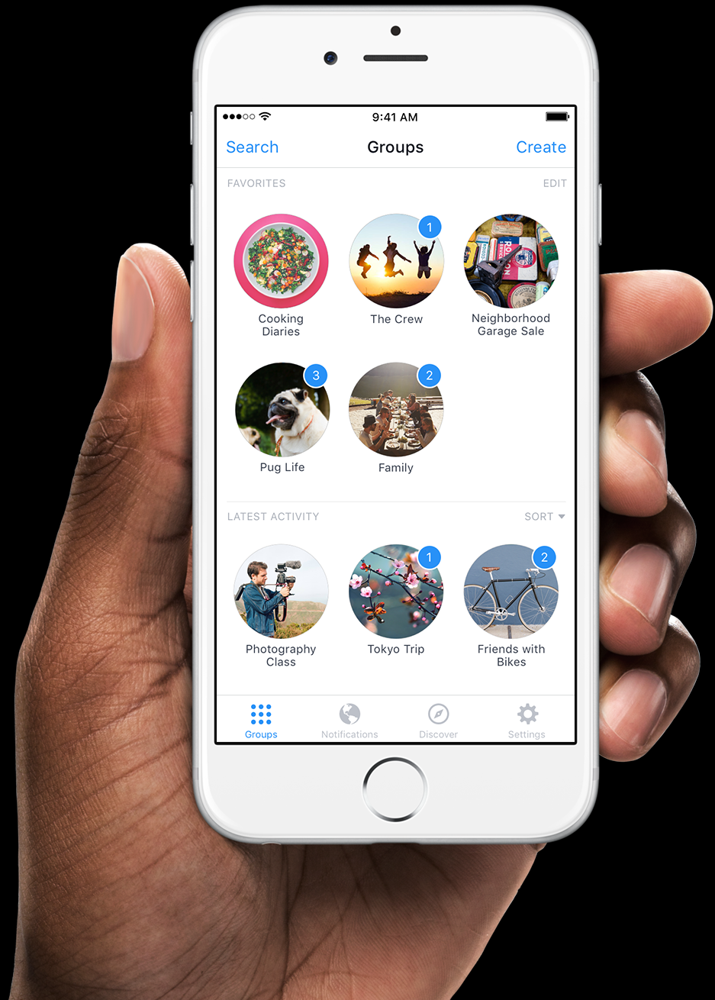 9:41 AM
Search Groups Create
FAVORITES EDIT
1
Cooking
Diaries
The Crew
Neighborhood
Garage Sale
3
2
Pug Life
Family
LATEST ACTIVITY SORT
1
2
Photography
Class
Tokyo Trip
Friends with
Bikes
Groups
Notifications
Discover
Settings